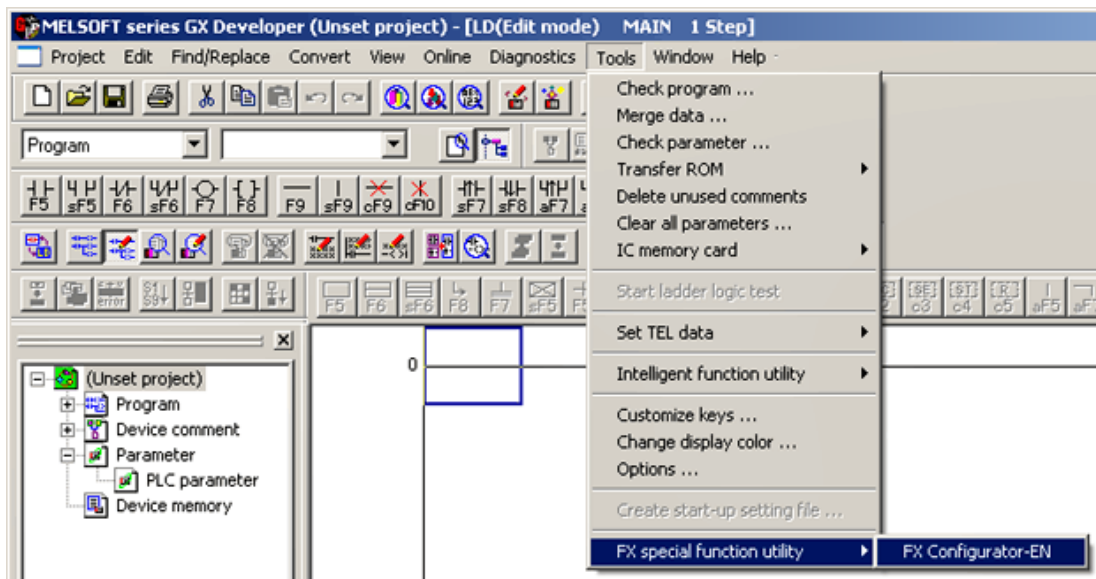 MELSOFT series GX Developer (Unset project) - [LD(Edit mode) MAIN 1 Step]
Project Edit Find/Replace Convert View Online Diagnostics Tools Window Help
Check program ...
Merge data ...
Program
Check parameter ...
Transfer ROM
Delete unused comments
F5 sF5 F6 sF6 F7 F8 F9 sF9 cF9 cF10 sF7 sF8 aF7
Clear all parameters ...
IC memory card
Start ladder logic test
error
F5 F6 sF6 F8 F7 sF5 c3 c4 c5 aF5
Set TEL data
0
Intelligent function utility
(Unset project)
Program
Customize keys ...
Device comment
Change display color ...
Parameter
Options ...
PLC parameter
Device memory
Create start-up setting file ...
FX special function utility FX Configurator-EN